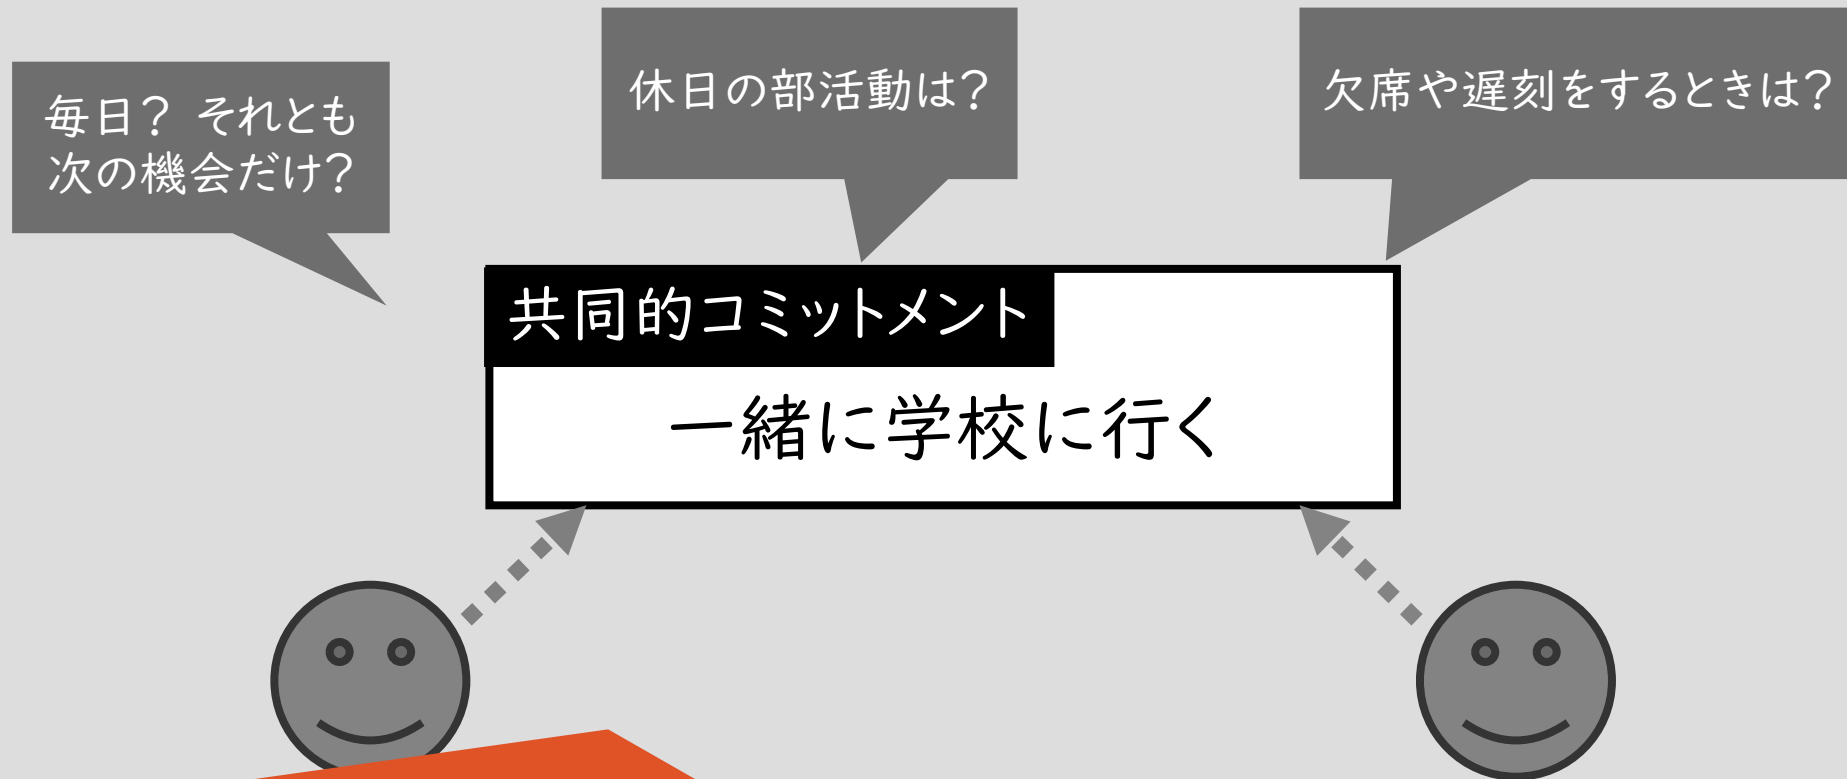 毎日? それとも
次の機会だけ?
休日の部活動は?
欠席や遅刻をするときは?
共同的コミットメント
一緒に学校に行く